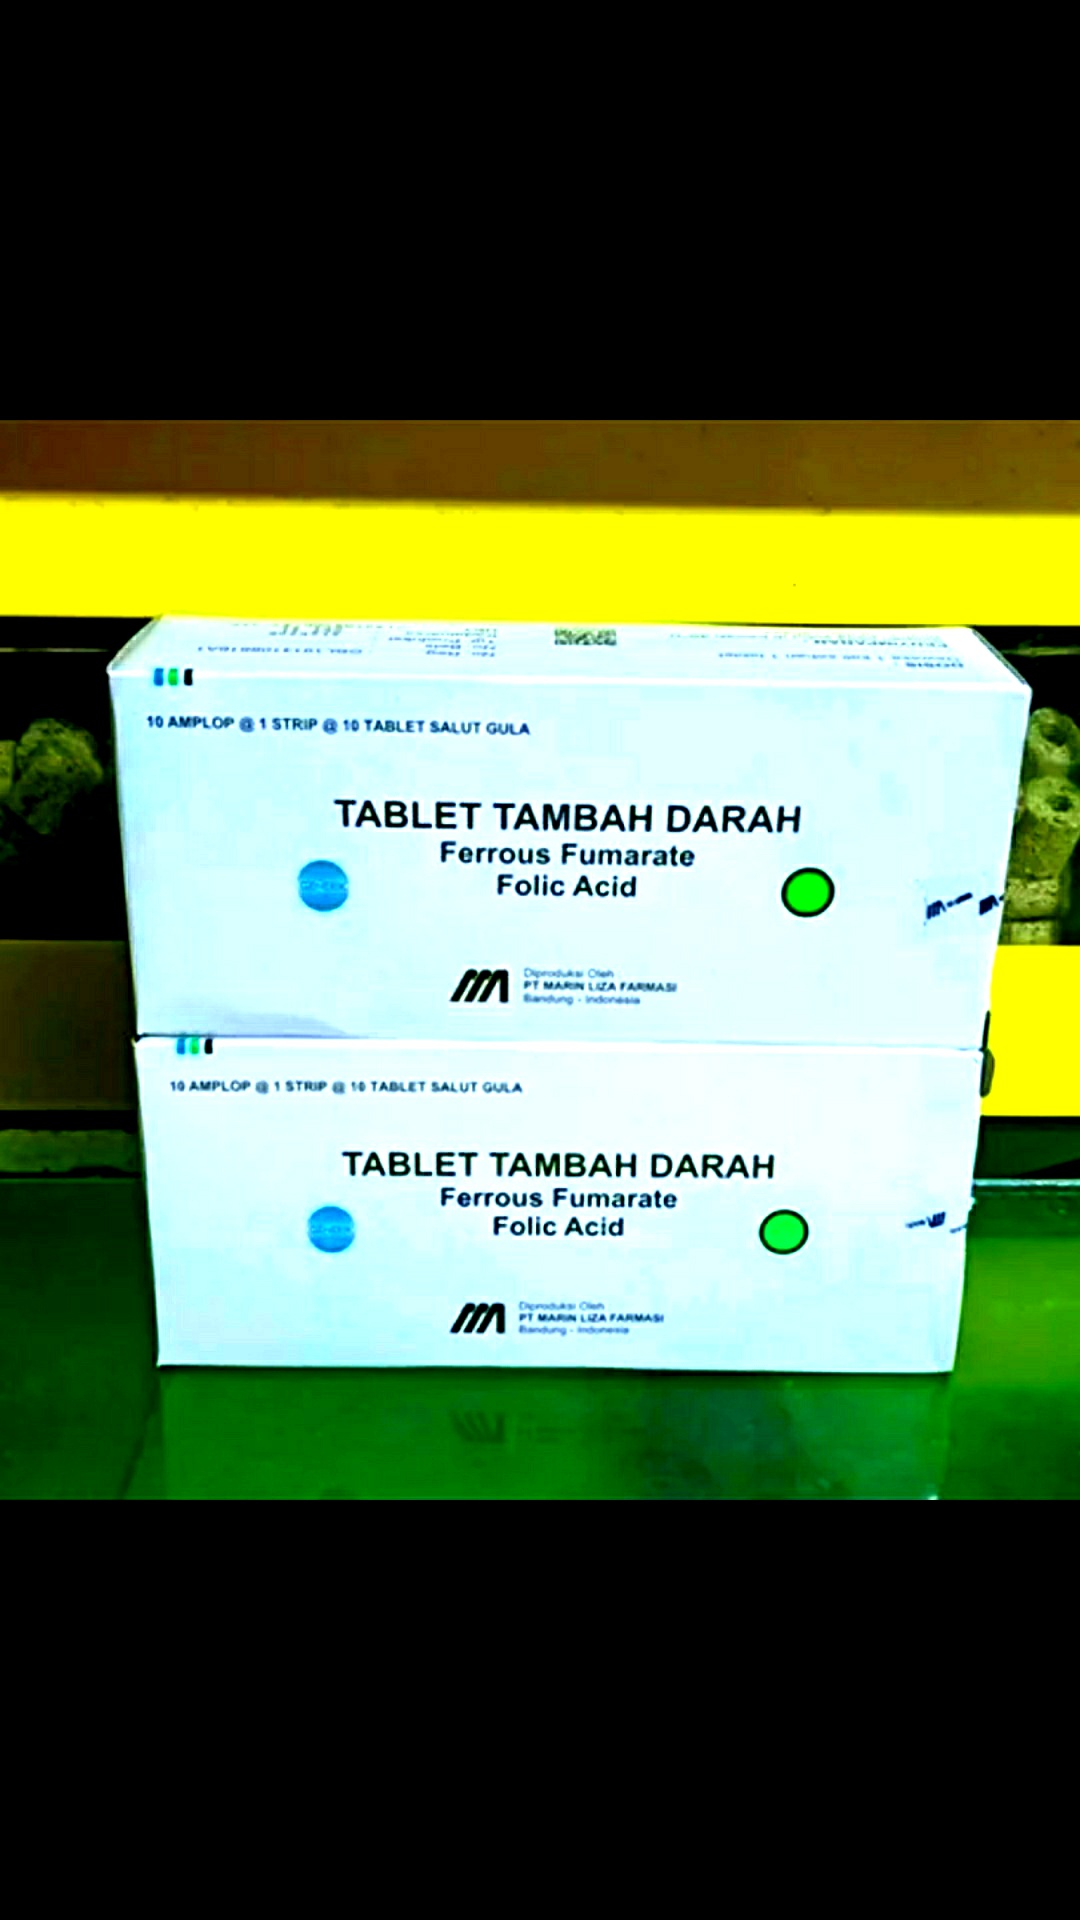 10 AMPLOP @ 1 STRIP @ 10 TABLET SALUT GULA
TABLET TAMBAH DARAH
Ferrous Fumarate
Folic Acid
Diproduksi Oleh
PT MARIN LIZA FARMASI
Bandung - Indonesia
10 AMPLOP @ 1 STRIP @ 10 TABLET SALUT GULA
TABLET TAMBAH DARAH
Ferrous Fumarate
Folic Acid
Diproduksi Oleh
PT MARIN LIZA FARMASI
Bandung - Indonesia